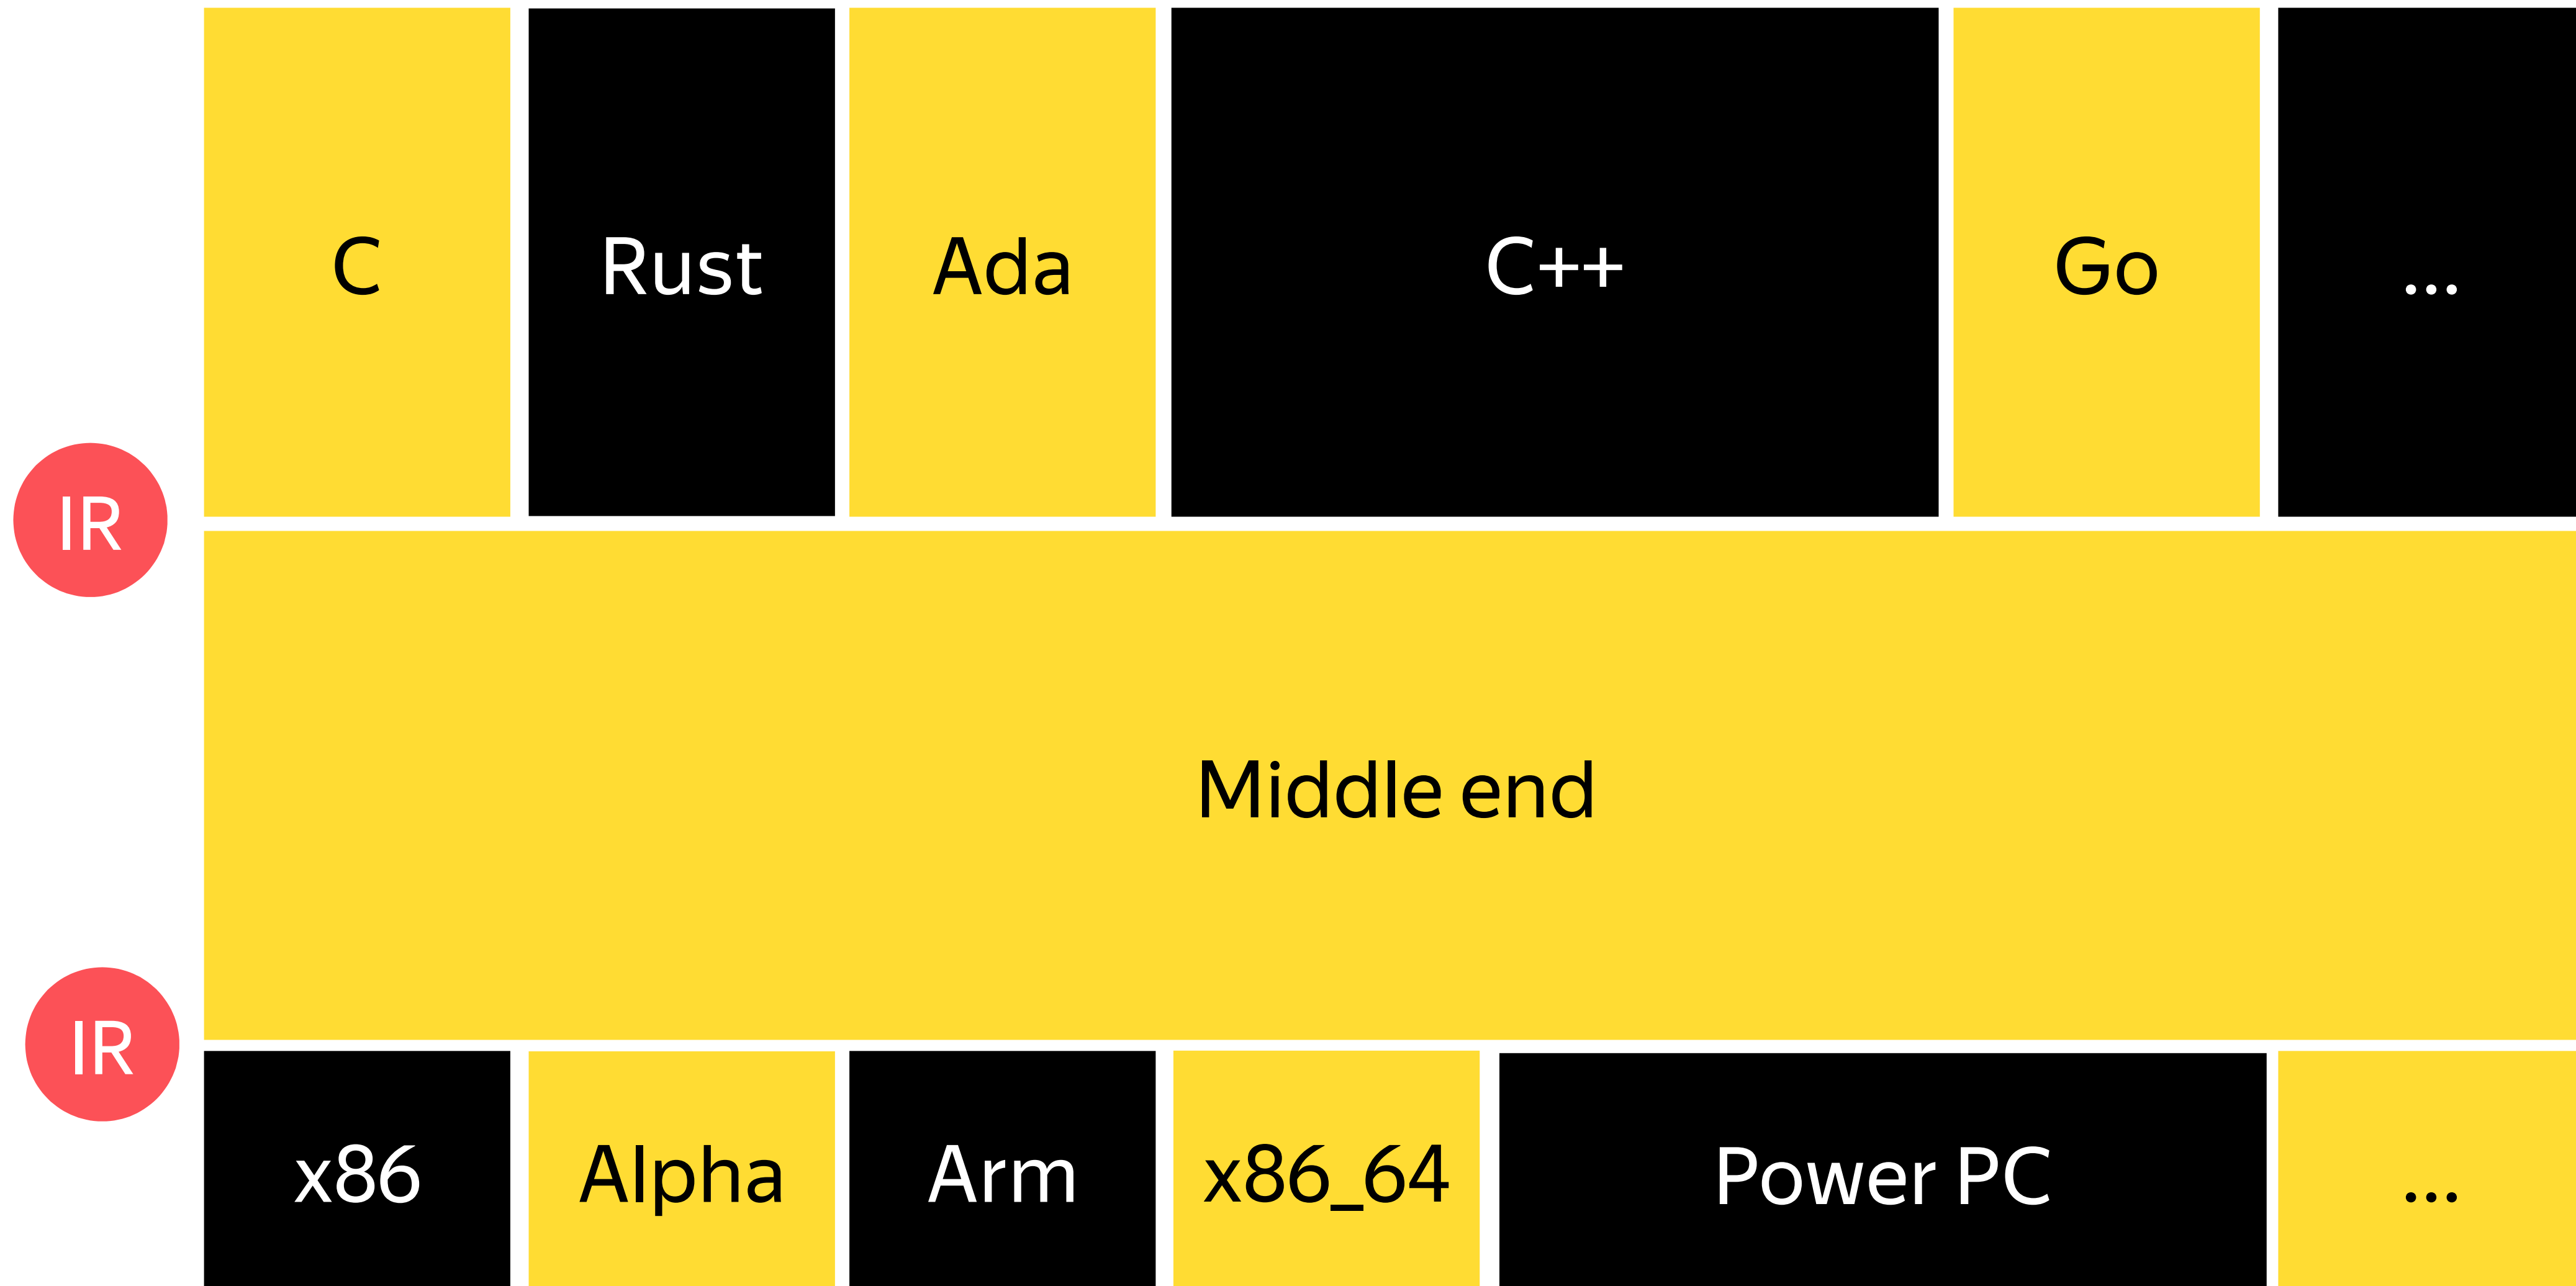 C
Rust
Ada
C++
Go
...
IR
Middle end
IR
x86
Alpha
Arm
x86_64
Power PC
...